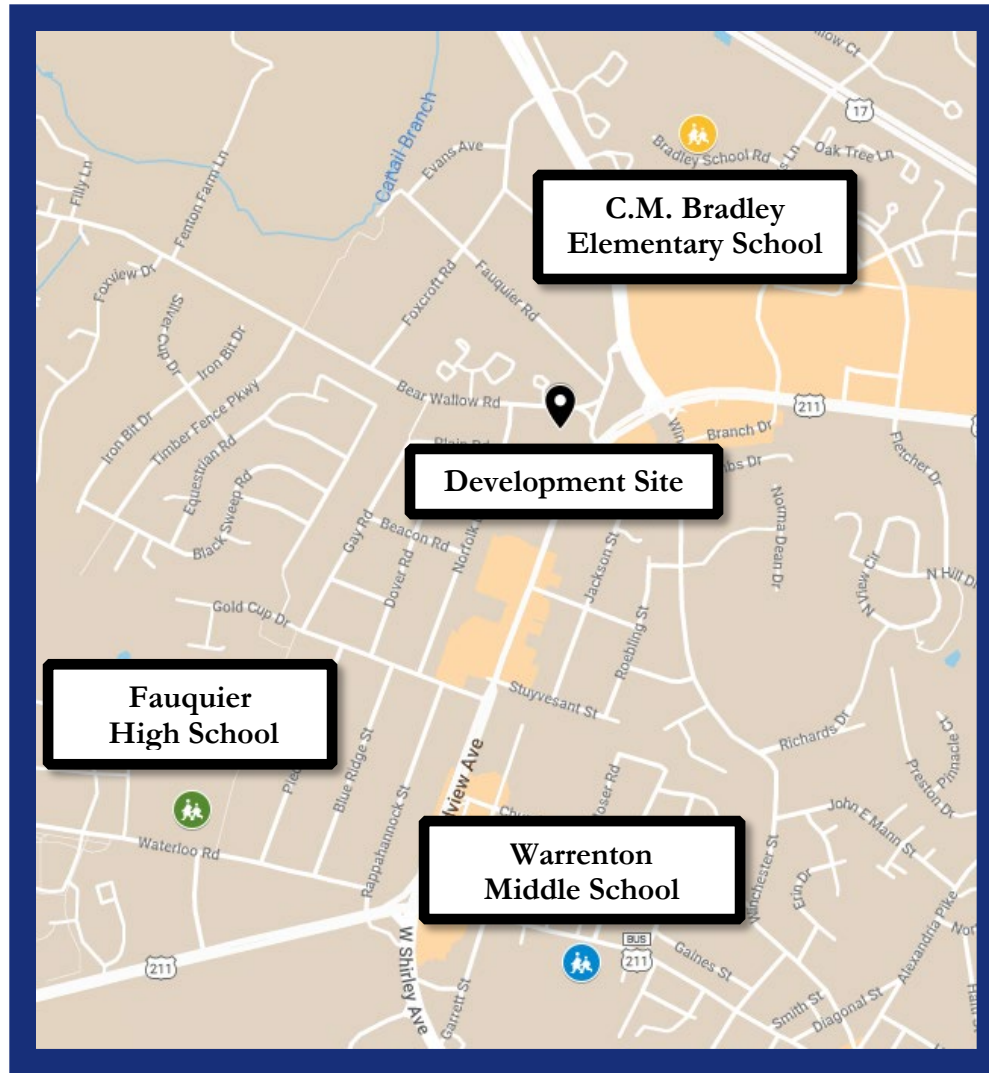 17
Bradley School Rd
Oak Tree Ln
Catvail Branch
Evans Ave
Filly Ln
Fenton Farm Ln
C.M. Bradley
Elementary School
Foxview Dr
Foxcroft Rd
Fauquier Rd
Silver Cup Dr
Iron Bit Dr
Bear Wallow Rd
211
Branch Dr
Iron Bit Dr
Timber Fence Pkwy
Equestrian Rd
Black Sweep Rd
Development Site
Fletcher Dr
Norma Dean Dr
Gay Rd
Beacon Rd
Dover Rd
Jackson St
N View Cir
N Hill Dr
Gold Cup Dr
Roebling St
Fauquier
High School
Stuyvesant St
Richards Dr
Pinnacle Ct
Preston Dr
Blue Ridge St
Rappahannock St
John E Mann St
Warrenton
Middle School
Waterloo Rd
Erin Dr
Alexandria Pike
BUS
211
Gaines St
211
W Shirley Ave
Garrett St
Smith St
Diagonal St